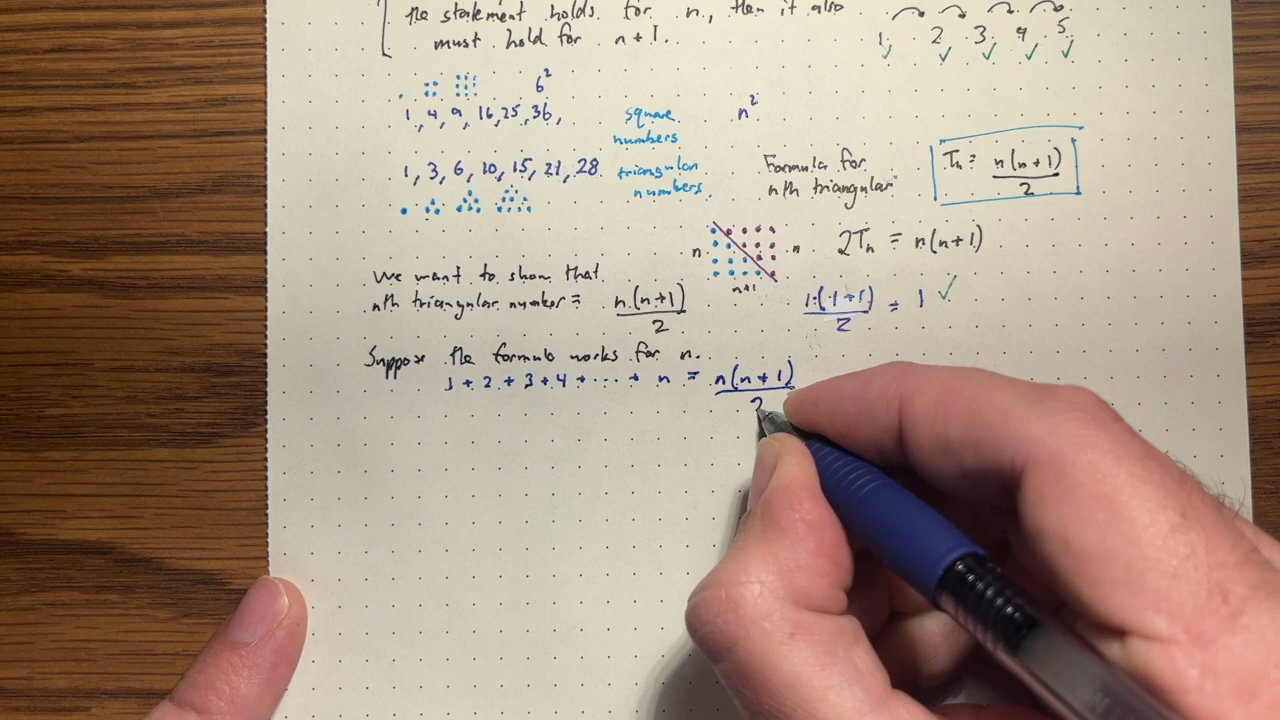 the statement holds for n, then it also
must hold for n+1.
1 2 3 4 5
6²
1, 4, 9, 16, 25, 36,
square
numbers
n²
1, 3, 6, 10, 15, 21, 28
triangular
numbers
Formula for
nth triangular
Tn = n(n+1)/2
n
n
n+1
2Tn = n(n+1)
We want to show that
nth triangular number = n(n+1)/2
1·(1+1)/2 = 1 ✓
Suppose the formula works for n.
1 + 2 + 3 + 4 + ... + n = n(n+1)/2